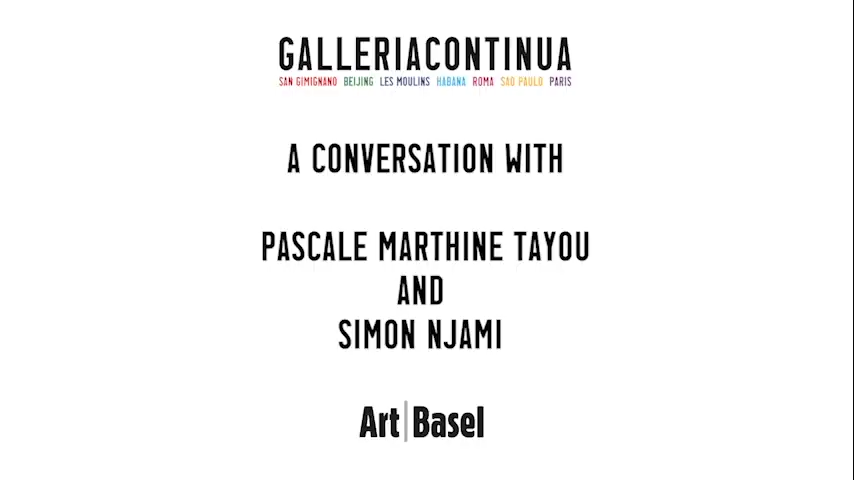 GALLERIACONTINUA
SAN GIMIGNANO BEIJING LES MOULINS HABANA ROMA SAO PAULO PARIS
A CONVERSATION WITH
PASCALE MARTHINE TAYOU
AND
SIMON NJAMI
Art Basel